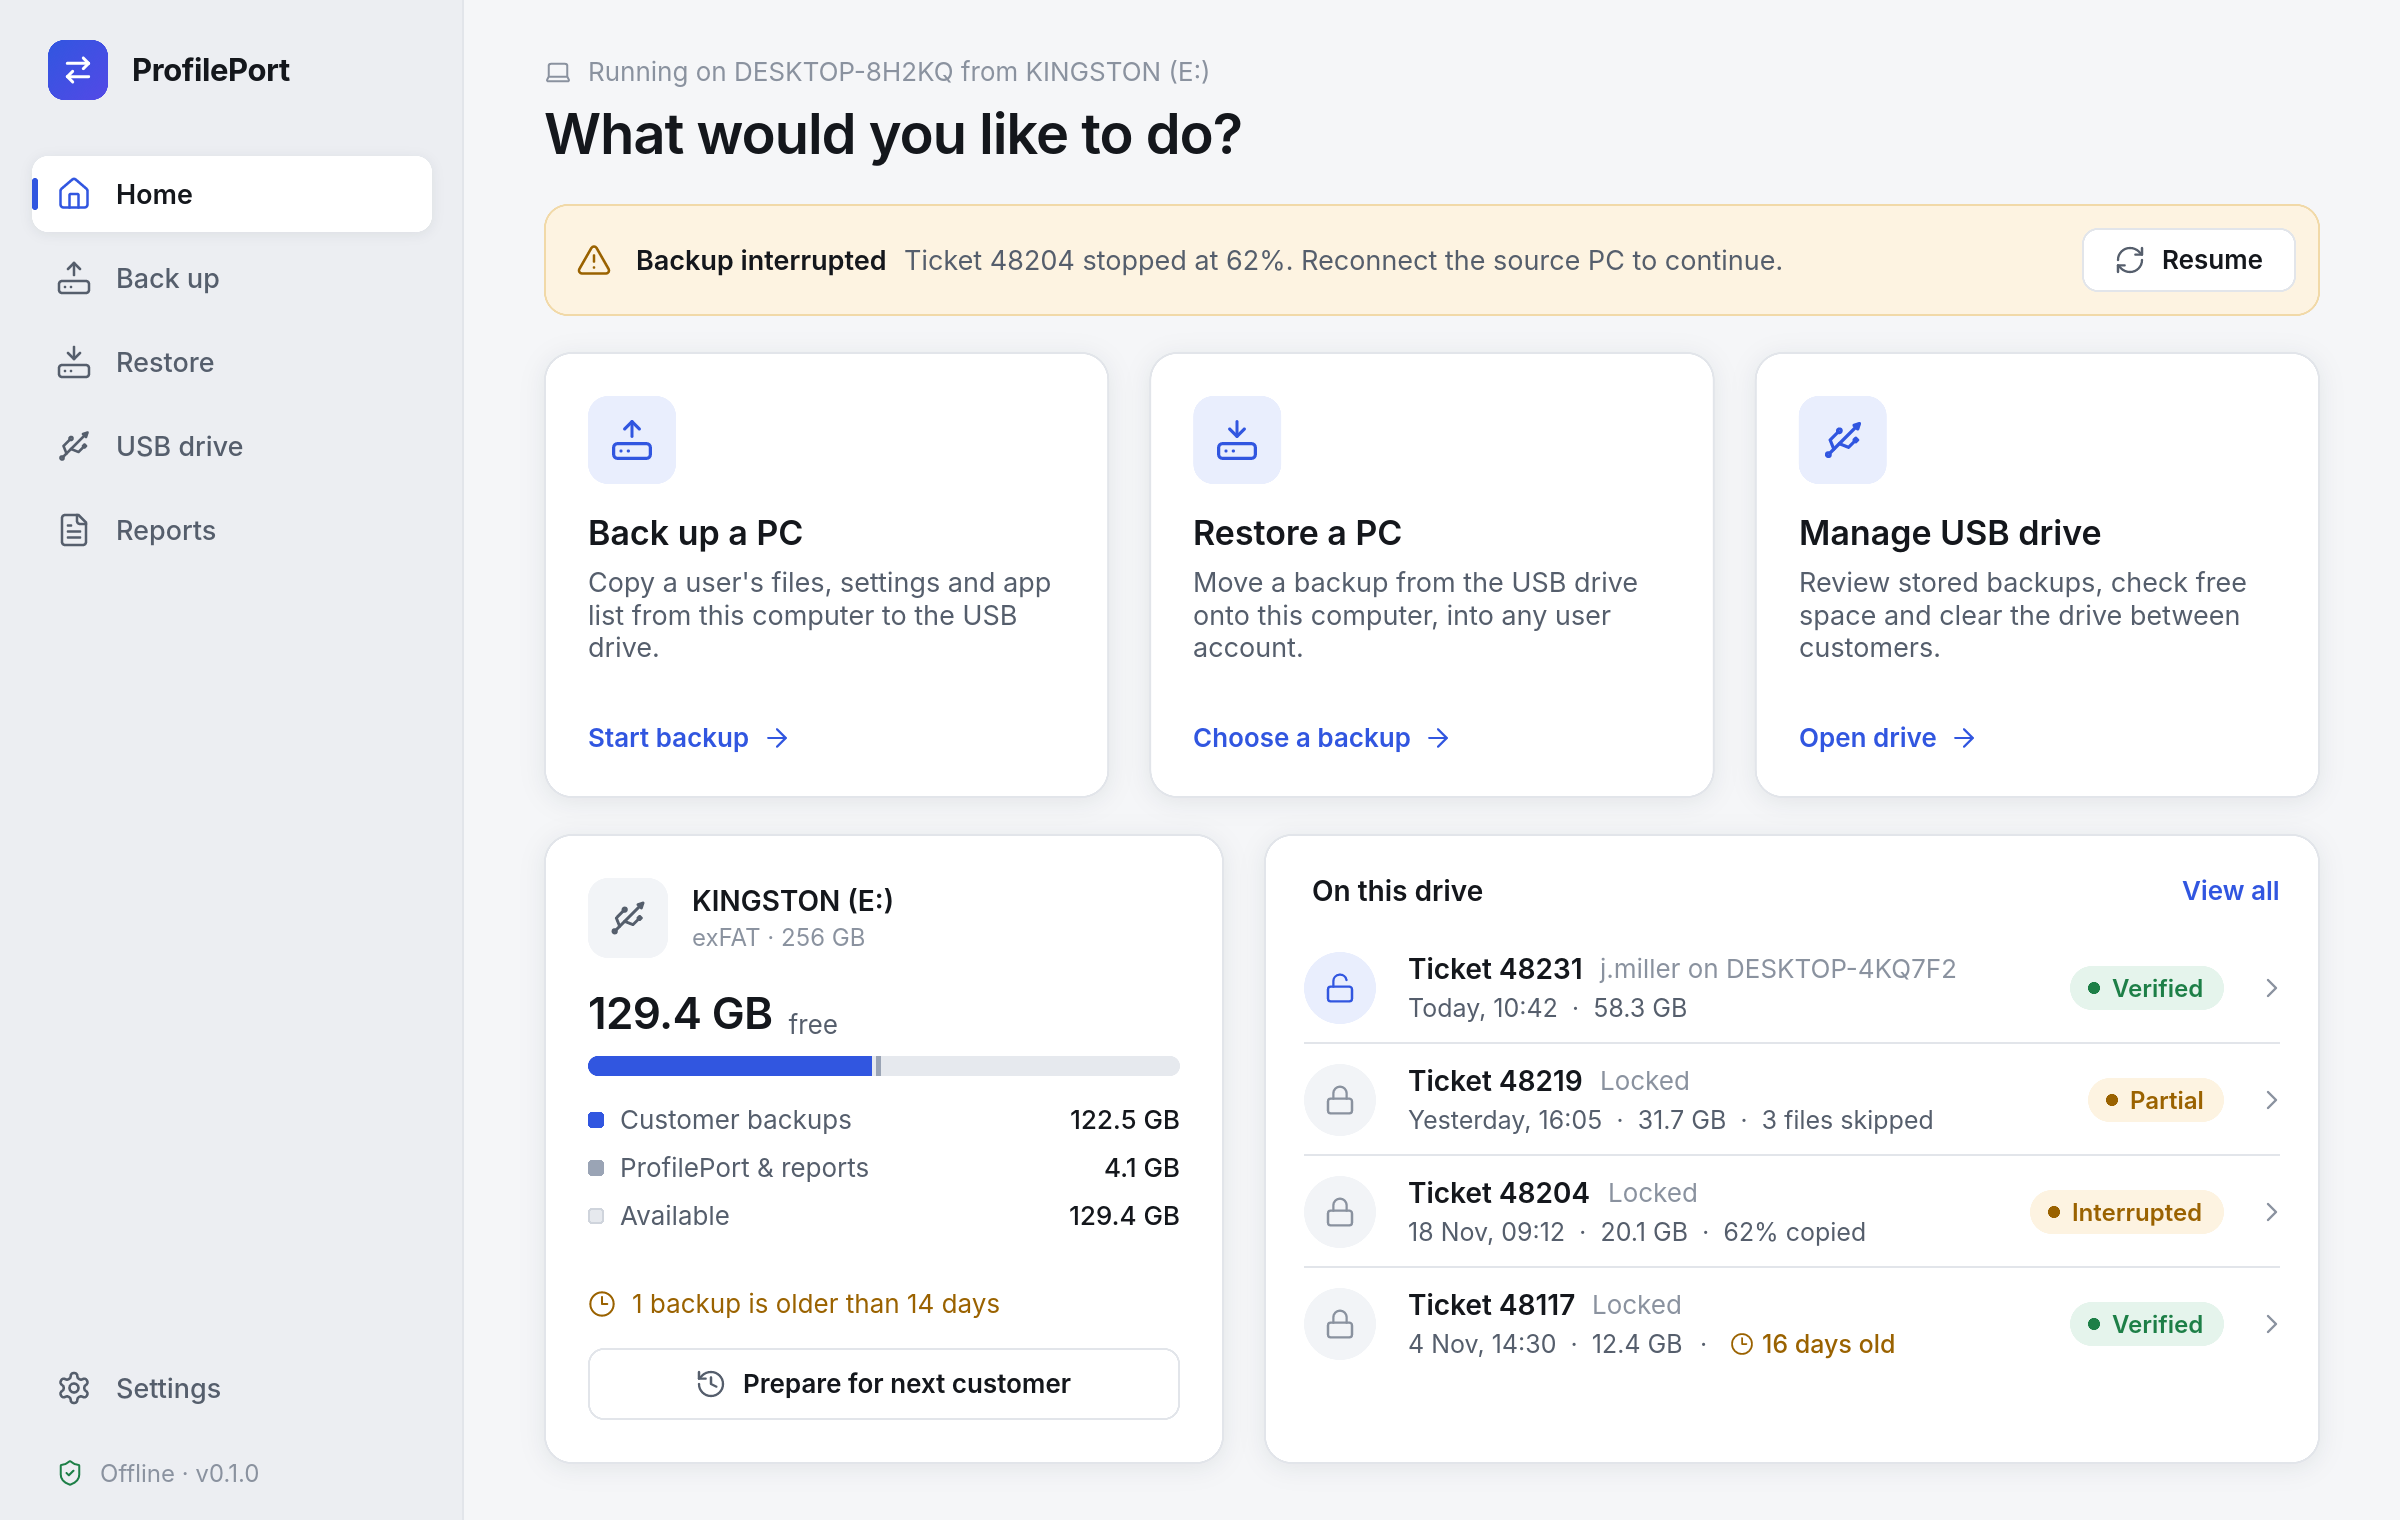 ProfilePort
Home
Back up
Restore
USB drive
Reports
Settings
Offline · v0.1.0
Running on DESKTOP-8H2KQ from KINGSTON (E:)
What would you like to do?
Backup interrupted Ticket 48204 stopped at 62%. Reconnect the source PC to continue.
Resume
Back up a PC
Copy a user's files, settings and app
list from this computer to the USB
drive.
Start backup
Restore a PC
Move a backup from the USB drive
onto this computer, into any user
account.
Choose a backup
Manage USB drive
Review stored backups, check free
space and clear the drive between
customers.
Open drive
KINGSTON (E:)
exFAT · 256 GB
129.4 GB free
Customer backups 122.5 GB
ProfilePort & reports 4.1 GB
Available 129.4 GB
1 backup is older than 14 days
Prepare for next customer
On this drive
View all
Ticket 48231 j.miller on DESKTOP-4KQ7F2
Today, 10:42 · 58.3 GB
Verified
Ticket 48219 Locked
Yesterday, 16:05 · 31.7 GB · 3 files skipped
Partial
Ticket 48204 Locked
18 Nov, 09:12 · 20.1 GB · 62% copied
Interrupted
Ticket 48117 Locked
4 Nov, 14:30 · 12.4 GB · 16 days old
Verified